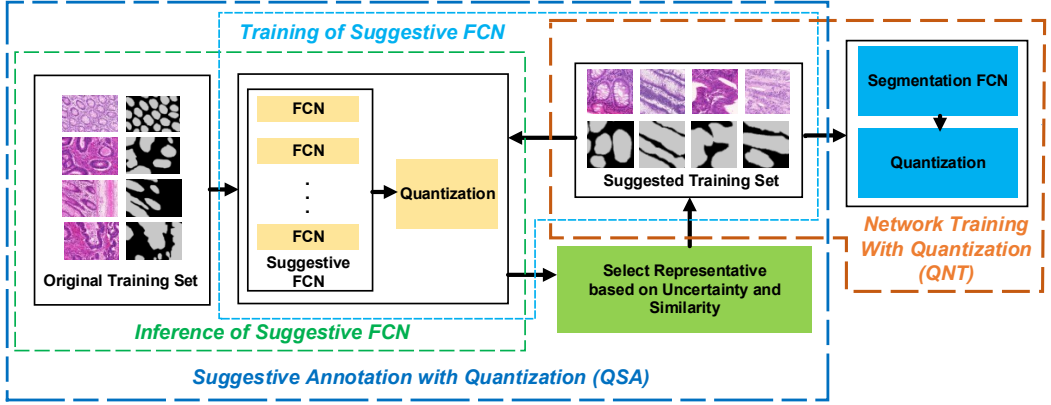 Training of Suggestive FCN
Original Training Set
FCN
FCN
.
.
.
FCN
Suggestive
FCN
Quantization
Inference of Suggestive FCN
Suggested Training Set
Select Representative
based on Uncertainty and
Similarity
Suggestive Annotation with Quantization (QSA)
Segmentation FCN
Quantization
Network Training
With Quantization
(QNT)